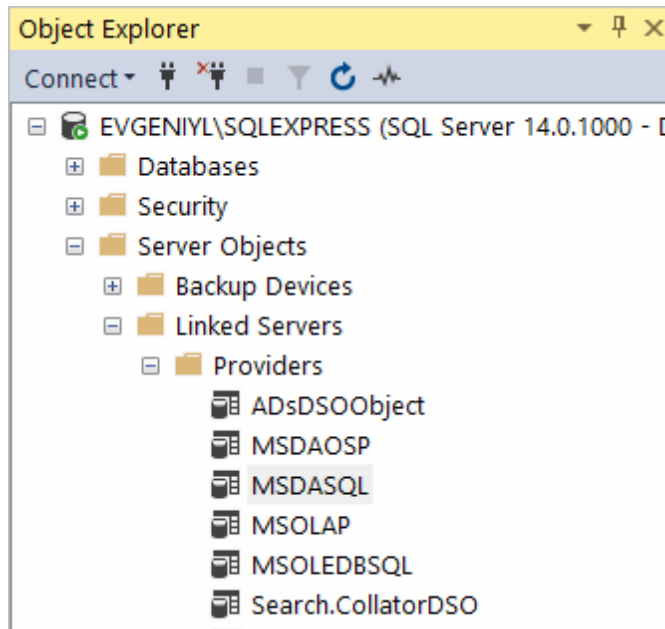 Object Explorer
Connect
EVGENIYL\SQLEXPRESS (SQL Server 14.0.1000 -
Databases
Security
Server Objects
Backup Devices
Linked Servers
Providers
ADsDSOObject
MSDAOSP
MSDASQL
MSOLAP
MSOLEDBSQL
Search.CollatorDSO